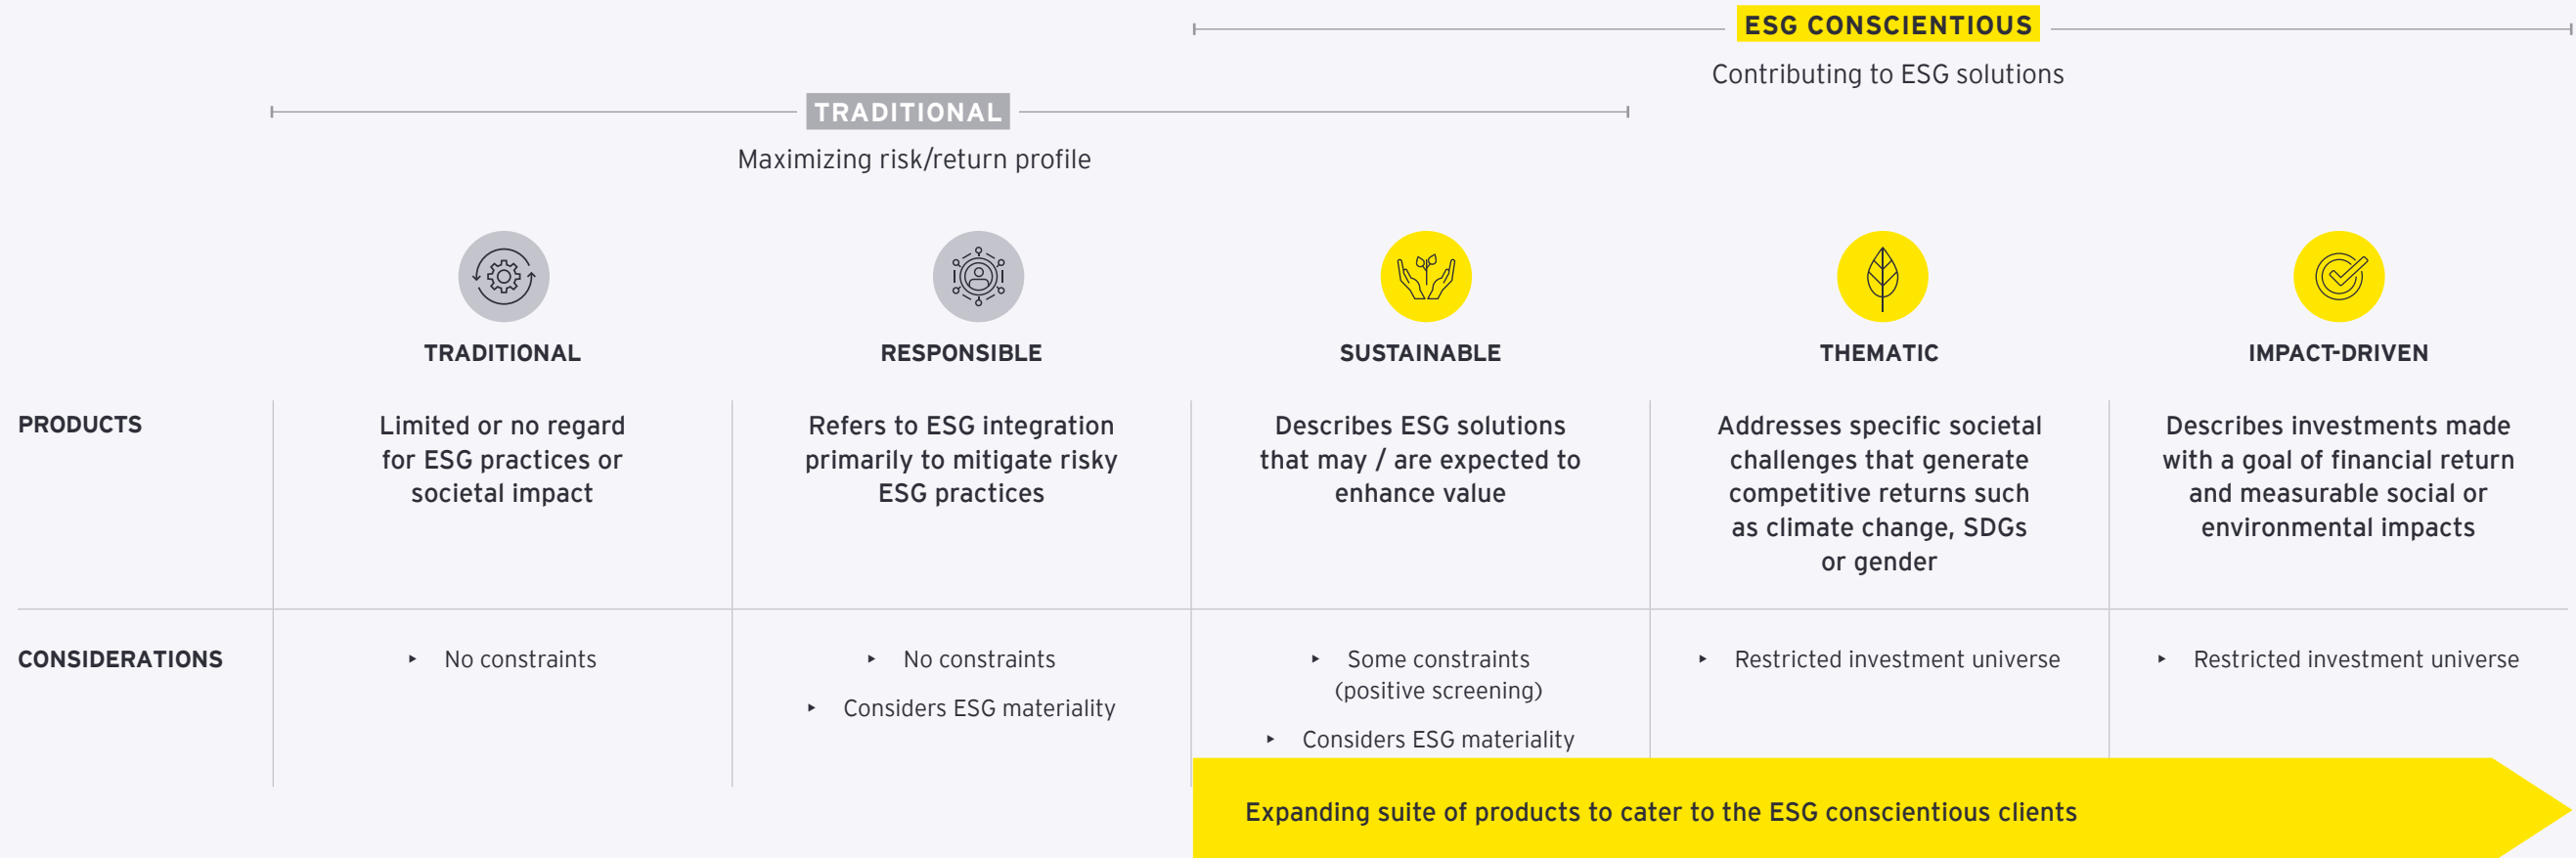 ESG CONSCIENTIOUS
Contributing to ESG solutions
TRADITIONAL
Maximizing risk/return profile
TRADITIONAL
RESPONSIBLE
SUSTAINABLE
THEMATIC
IMPACT-DRIVEN
PRODUCTS
Limited or no regard
for ESG practices or
societal impact
Refers to ESG integration
primarily to mitigate risky
ESG practices
Describes ESG solutions
that may / are expected to
enhance value
Addresses specific societal
challenges that generate
competitive returns such
as climate change, SDGs
or gender
Describes investments made
with a goal of financial return
and measurable social or
environmental impacts
CONSIDERATIONS
‣ No constraints
‣ No constraints
‣ Considers ESG materiality
‣ Some constraints
(positive screening)
‣ Considers ESG materiality
‣ Restricted investment universe
‣ Restricted investment universe
Expanding suite of products to cater to the ESG conscientious clients